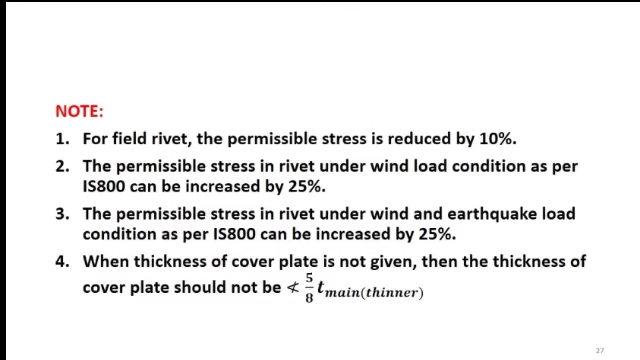 NOTE:
1. For field rivet, the permissible stress is reduced by 10%.
2. The permissible stress in rivet under wind load condition as per
IS800 can be increased by 25%.
3. The permissible stress in rivet under wind and earthquake load
condition as per IS800 can be increased by 25%.
4. When thickness of cover plate is not given, then the thickness of
cover plate should not be ≮ 5/8 t main(thinner)
27